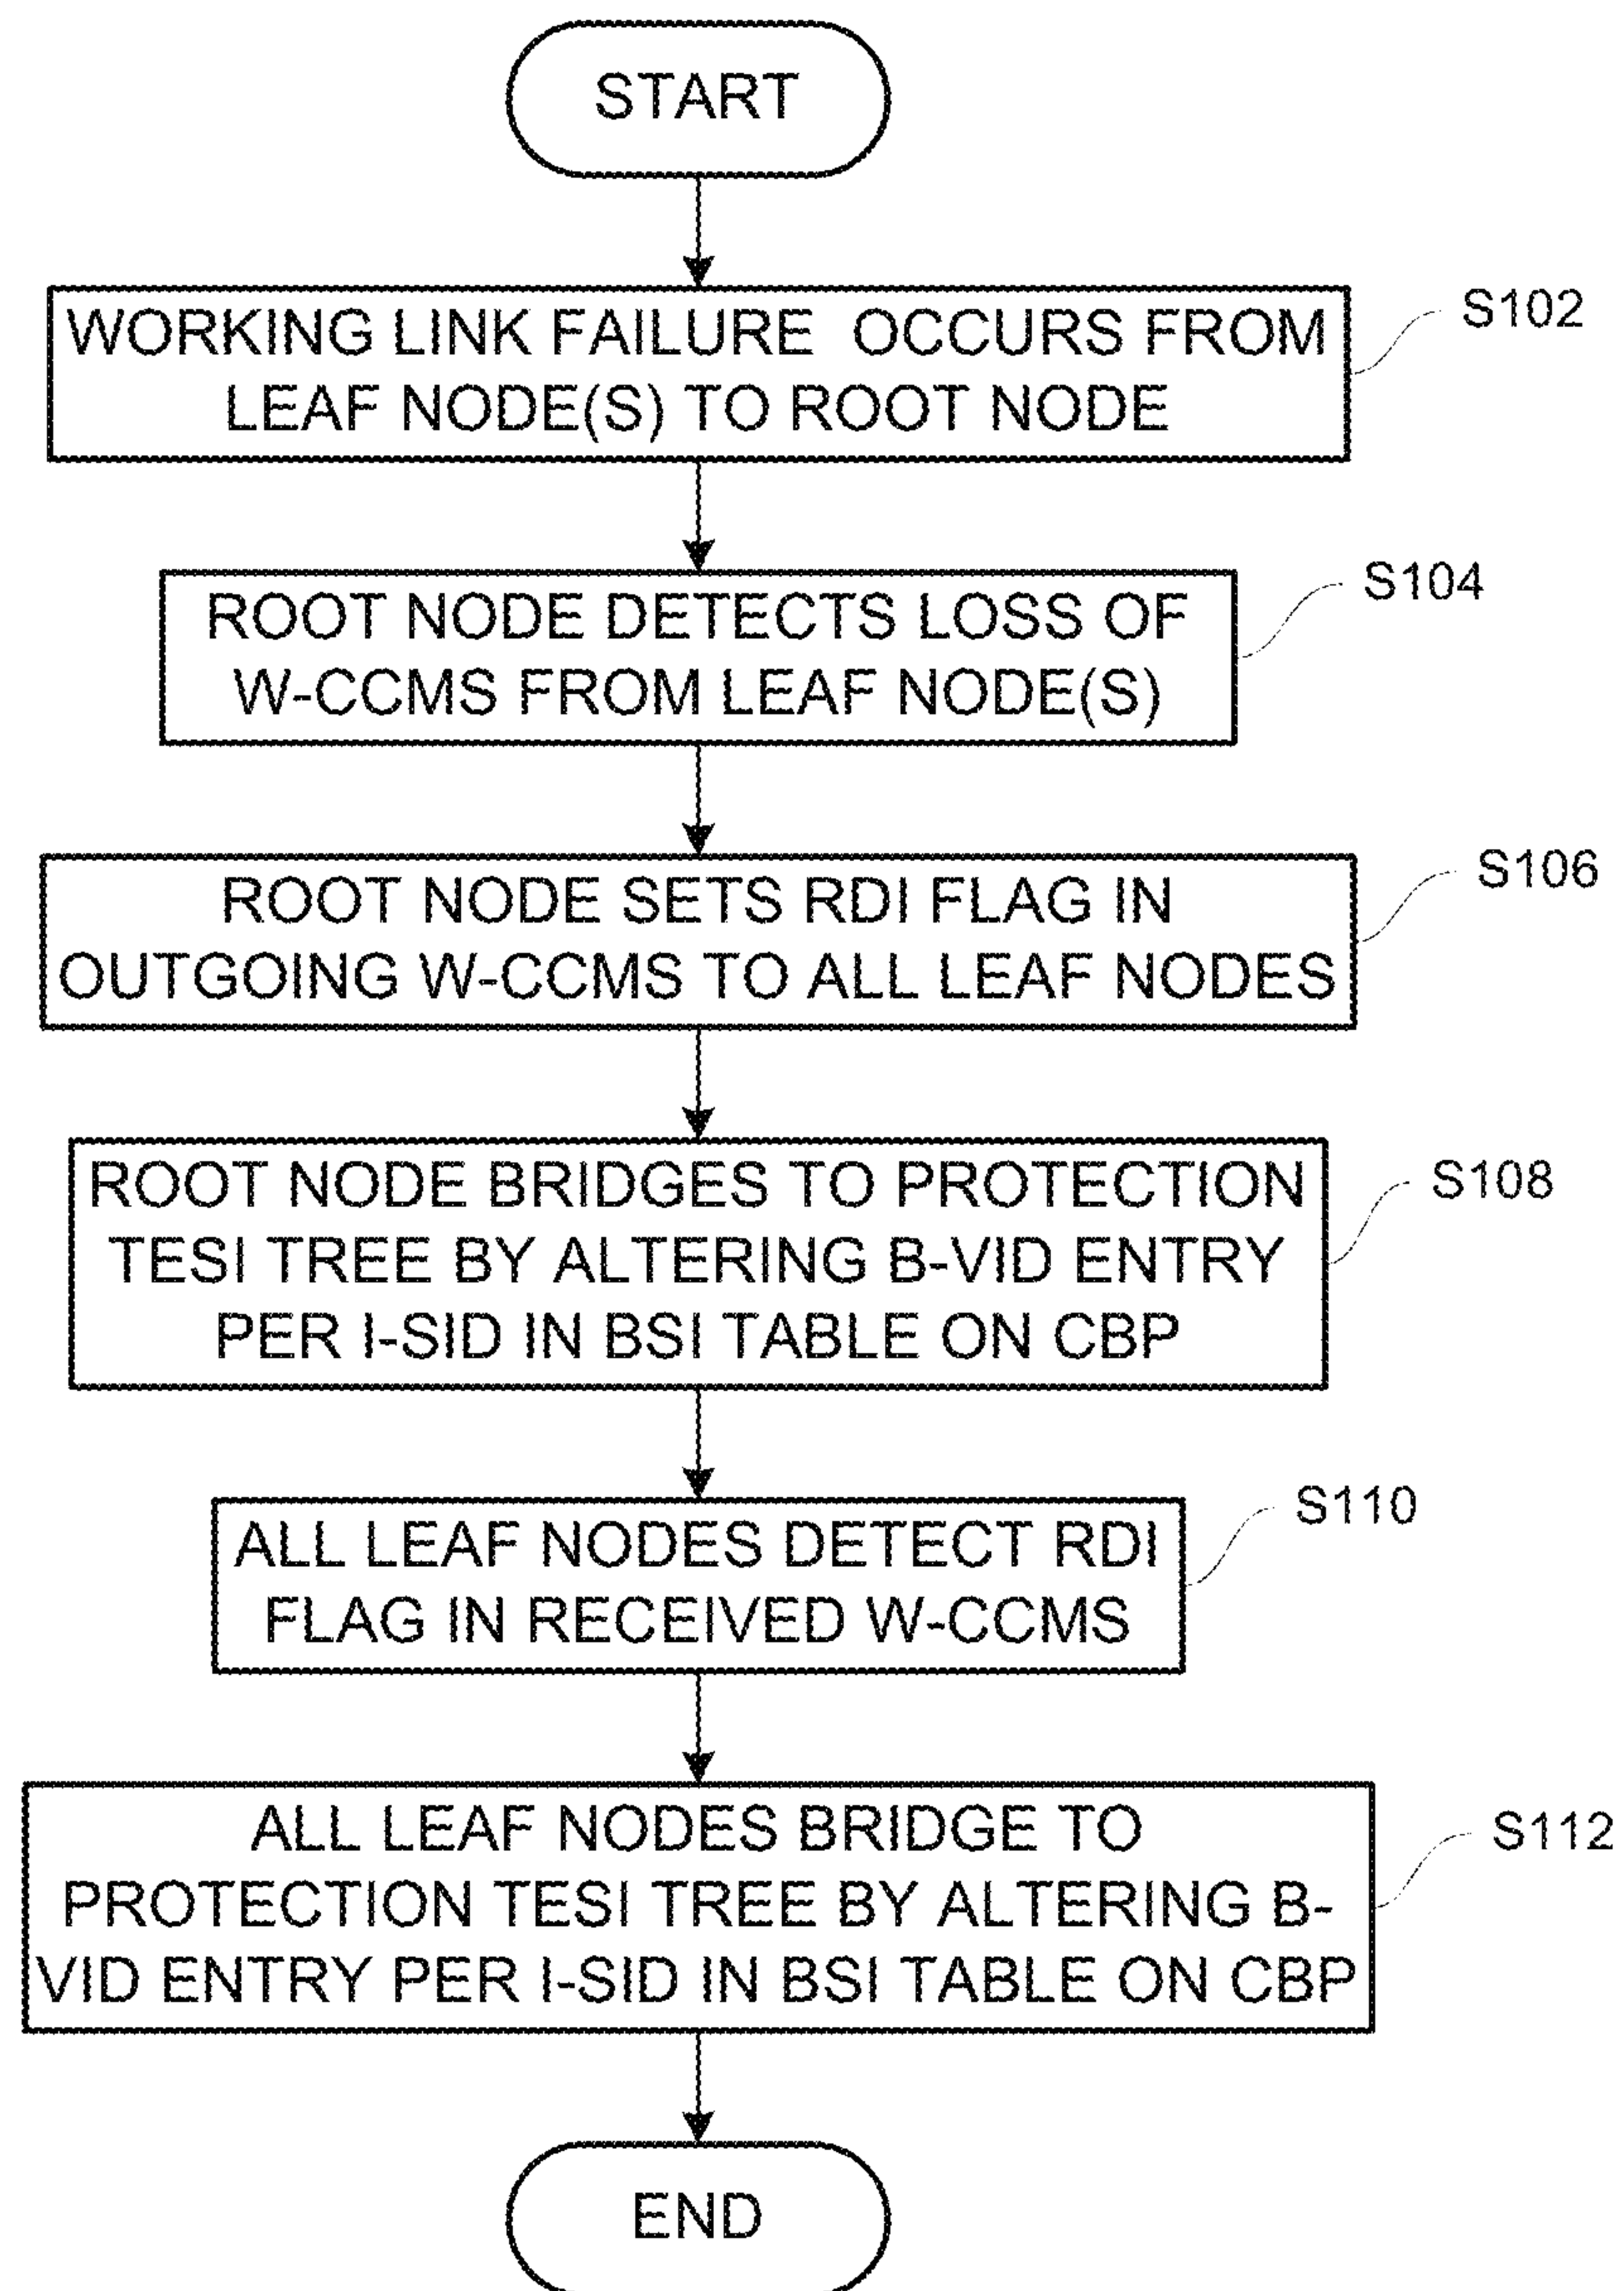 START
WORKING LINK FAILURE OCCURS FROM
LEAF NODE(S) TO ROOT NODE
S102
ROOT NODE DETECTS LOSS OF
W-CCMS FROM LEAF NODE(S)
S104
ROOT NODE SETS RDI FLAG IN
OUTGOING W-CCMS TO ALL LEAF NODES
S106
ROOT NODE BRIDGES TO PROTECTION
TESI TREE BY ALTERING B-VID ENTRY
PER I-SID IN BSI TABLE ON CBP
S108
ALL LEAF NODES DETECT RDI
FLAG IN RECEIVED W-CCMS
S110
ALL LEAF NODES BRIDGE TO
PROTECTION TESI TREE BY ALTERING B-
VID ENTRY PER I-SID IN BSI TABLE ON CBP
S112
END